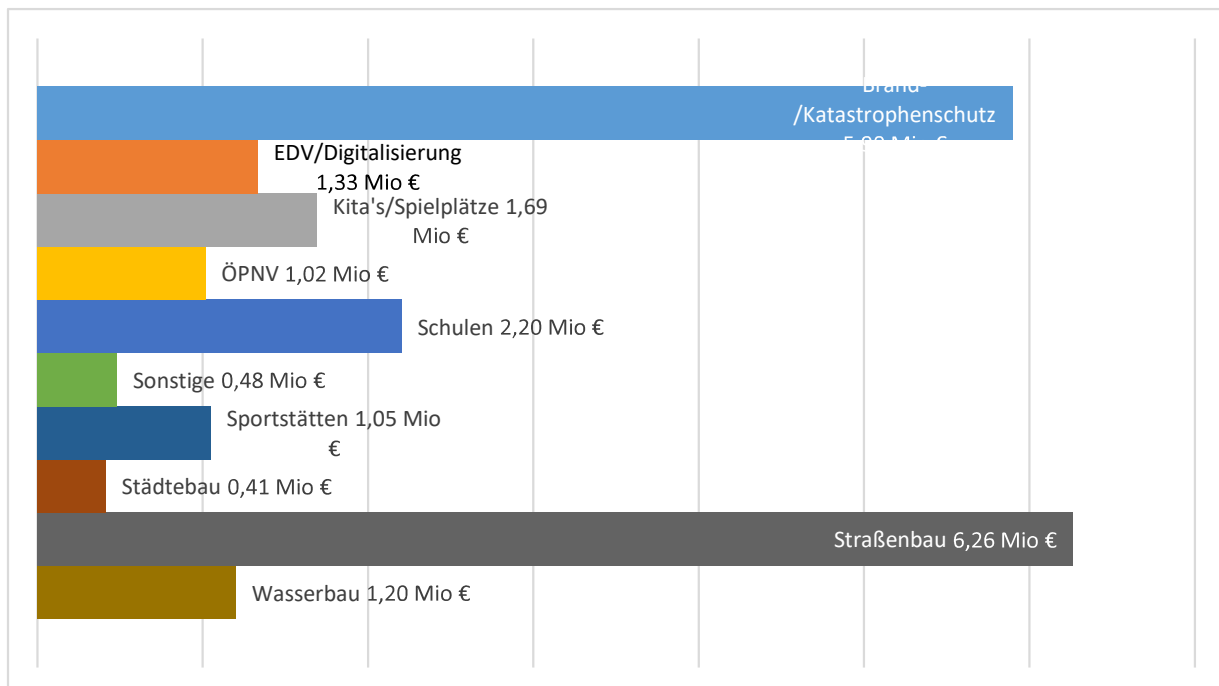 Brand-
/Katastrophenschutz
Mio €
EDV/Digitalisierung
1,33 Mio €
Kita's/Spielplätze 1,69
Mio €
ÖPNV 1,02 Mio €
Schulen 2,20 Mio €
Sonstige 0,48 Mio €
Sportstätten 1,05 Mio
€
Städtebau 0,41 Mio €
Straßenbau 6,26 Mio €
Wasserbau 1,20 Mio €